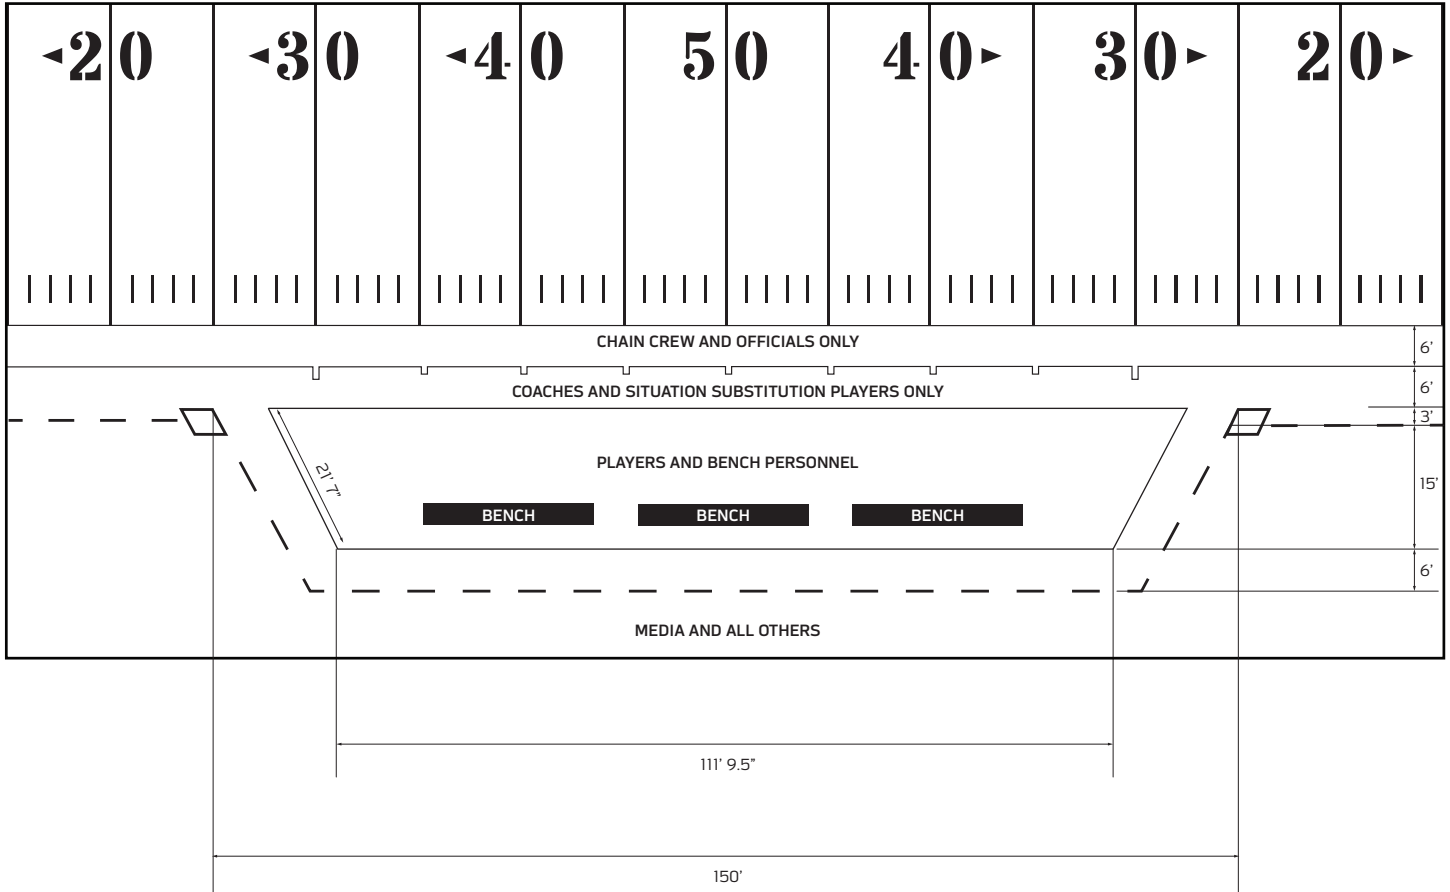 ◄20 ◄30 ◄40 50 40► 30► 20►
CHAIN CREW AND OFFICIALS ONLY
6’
COACHES AND SITUATION SUBSTITUTION PLAYERS ONLY
6’
3’
PLAYERS AND BENCH PERSONNEL
21’ 7”
15’
BENCH BENCH BENCH
6’
MEDIA AND ALL OTHERS
111’ 9.5”
150’